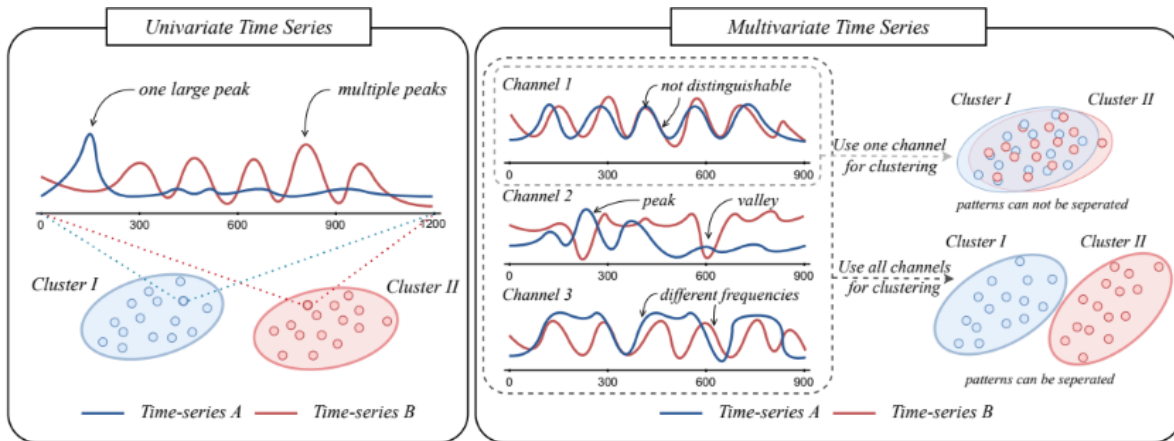 Univariate Time Series
one large peak
multiple peaks
0
300
600
900
1200
Cluster I
Cluster II
Time-series A
Time-series B
Multivariate Time Series
Channel 1
not distinguishable
0
300
600
900
Channel 2
peak
valley
0
300
600
900
Channel 3
different frequencies
0
300
600
900
Use one channel
for clustering
Cluster I
Cluster II
patterns can not be seperated
Use all channels
for clustering
Cluster I
Cluster II
patterns can be seperated
Time-series A
Time-series B